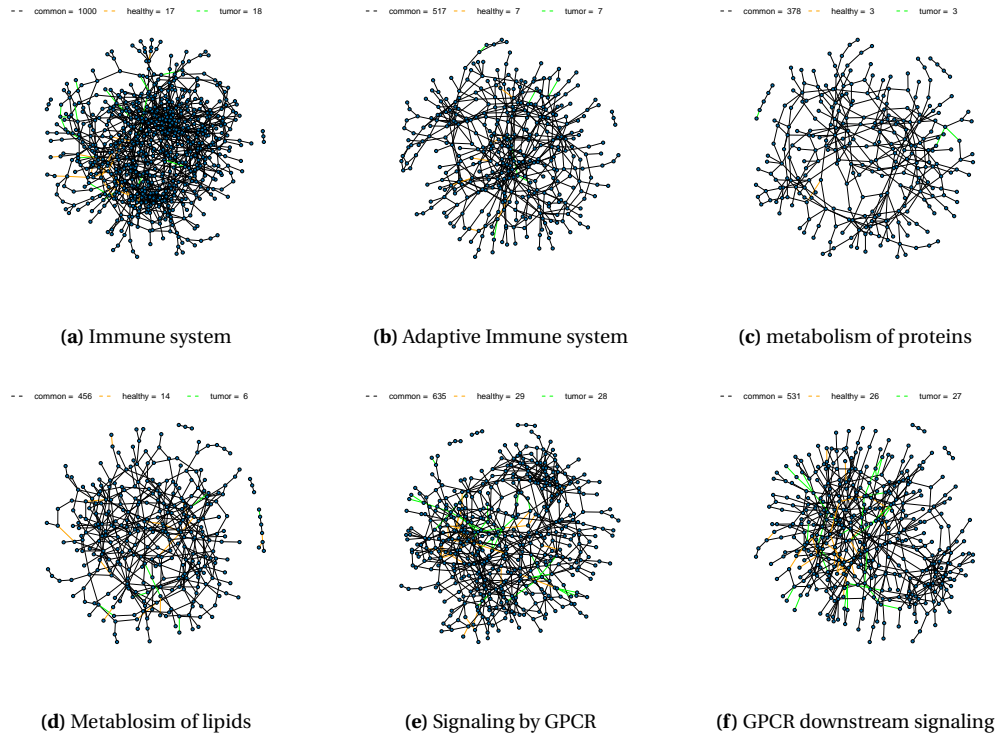 common = 1000 healthy = 17 tumor = 18
common = 517 healthy = 7 tumor = 7
common = 378 healthy = 3 tumor = 3
(a) Immune system
(b) Adaptive Immune system
(c) metabolism of proteins
common = 456 healthy = 14 tumor = 6
common = 635 healthy = 29 tumor = 28
common = 531 healthy = 26 tumor = 27
(d) Metablosim of lipids
(e) Signaling by GPCR
(f) GPCR downstream signaling